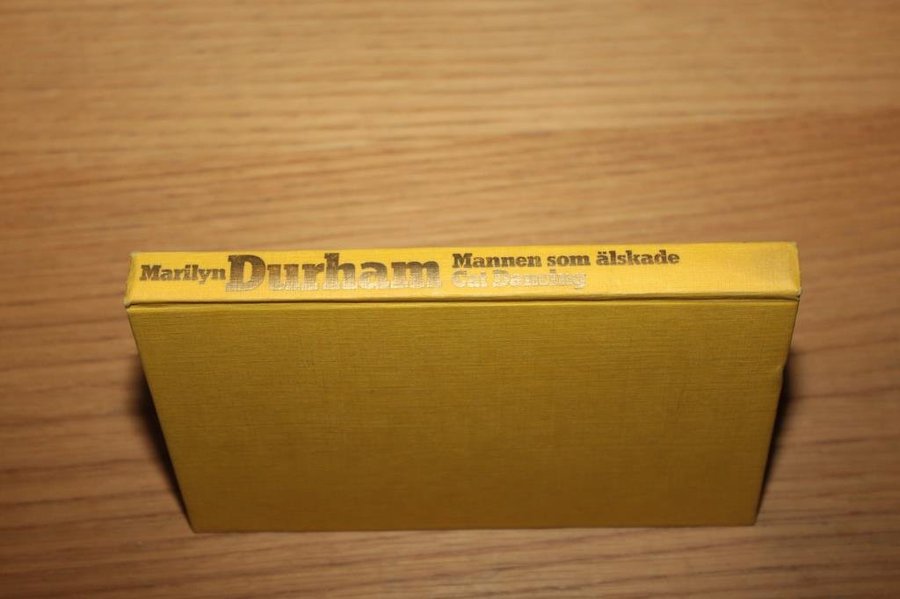 Marilyn Durham
Mannen som älskade
Cat Dancing